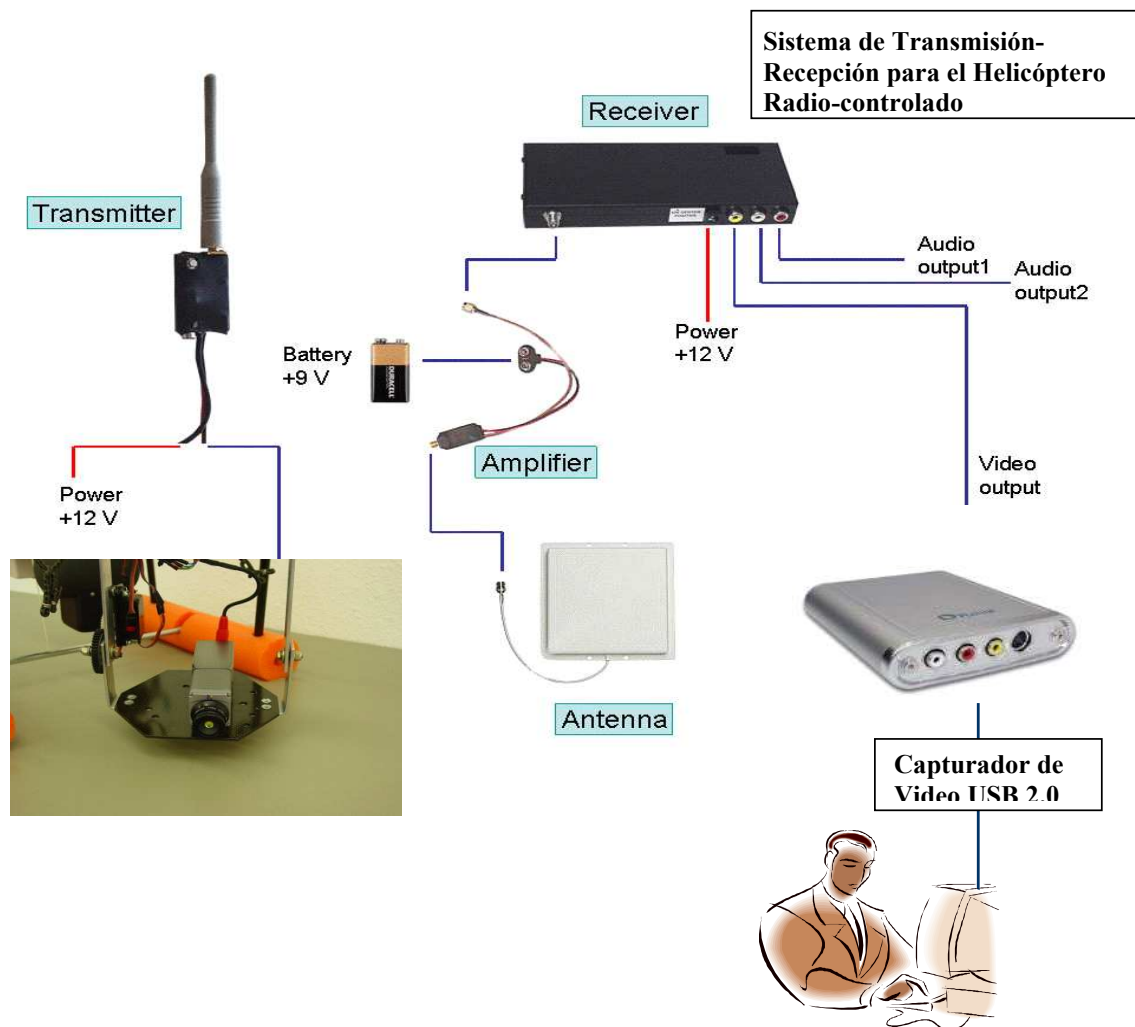 Sistema de Transmisión-
Recepción para el Helicóptero
Radio-controlado
Receiver
Transmitter
Audio
output1
Audio
output2
Power
+12 V
Battery
+9 V
DURACELL
Amplifier
Video
output
Power
+12 V
Antenna
Capturador de
Video USB 2.0